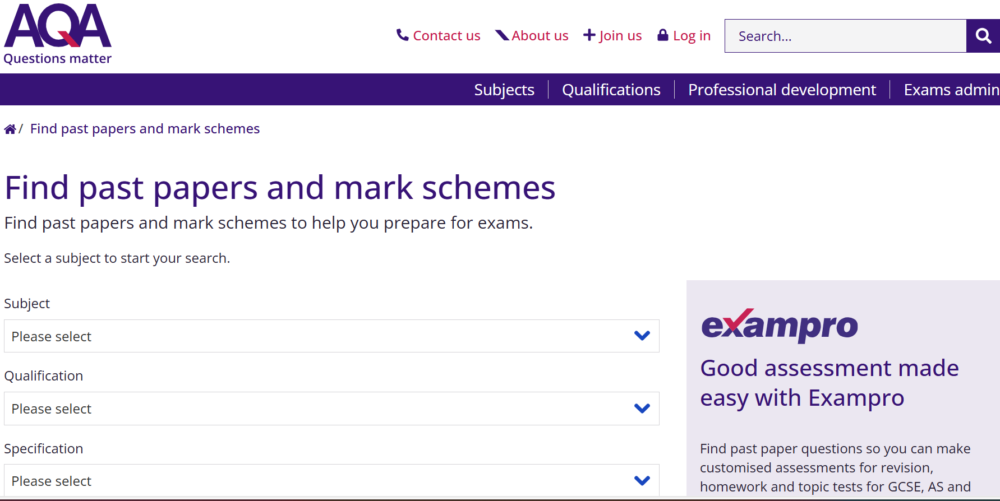 AQA
Questions matter
Contact us
About us
Join us
Log in
Search...
Subjects
Qualifications
Professional development
Exams admin
/ Find past papers and mark schemes
Find past papers and mark schemes
Find past papers and mark schemes to help you prepare for exams.
Select a subject to start your search.
Subject
Please select
Qualification
Please select
Specification
Please select
exampro
Good assessment made
easy with Exampro
Find past paper questions so you can make
customised assessments for revision,
homework and topic tests for GCSE, AS and